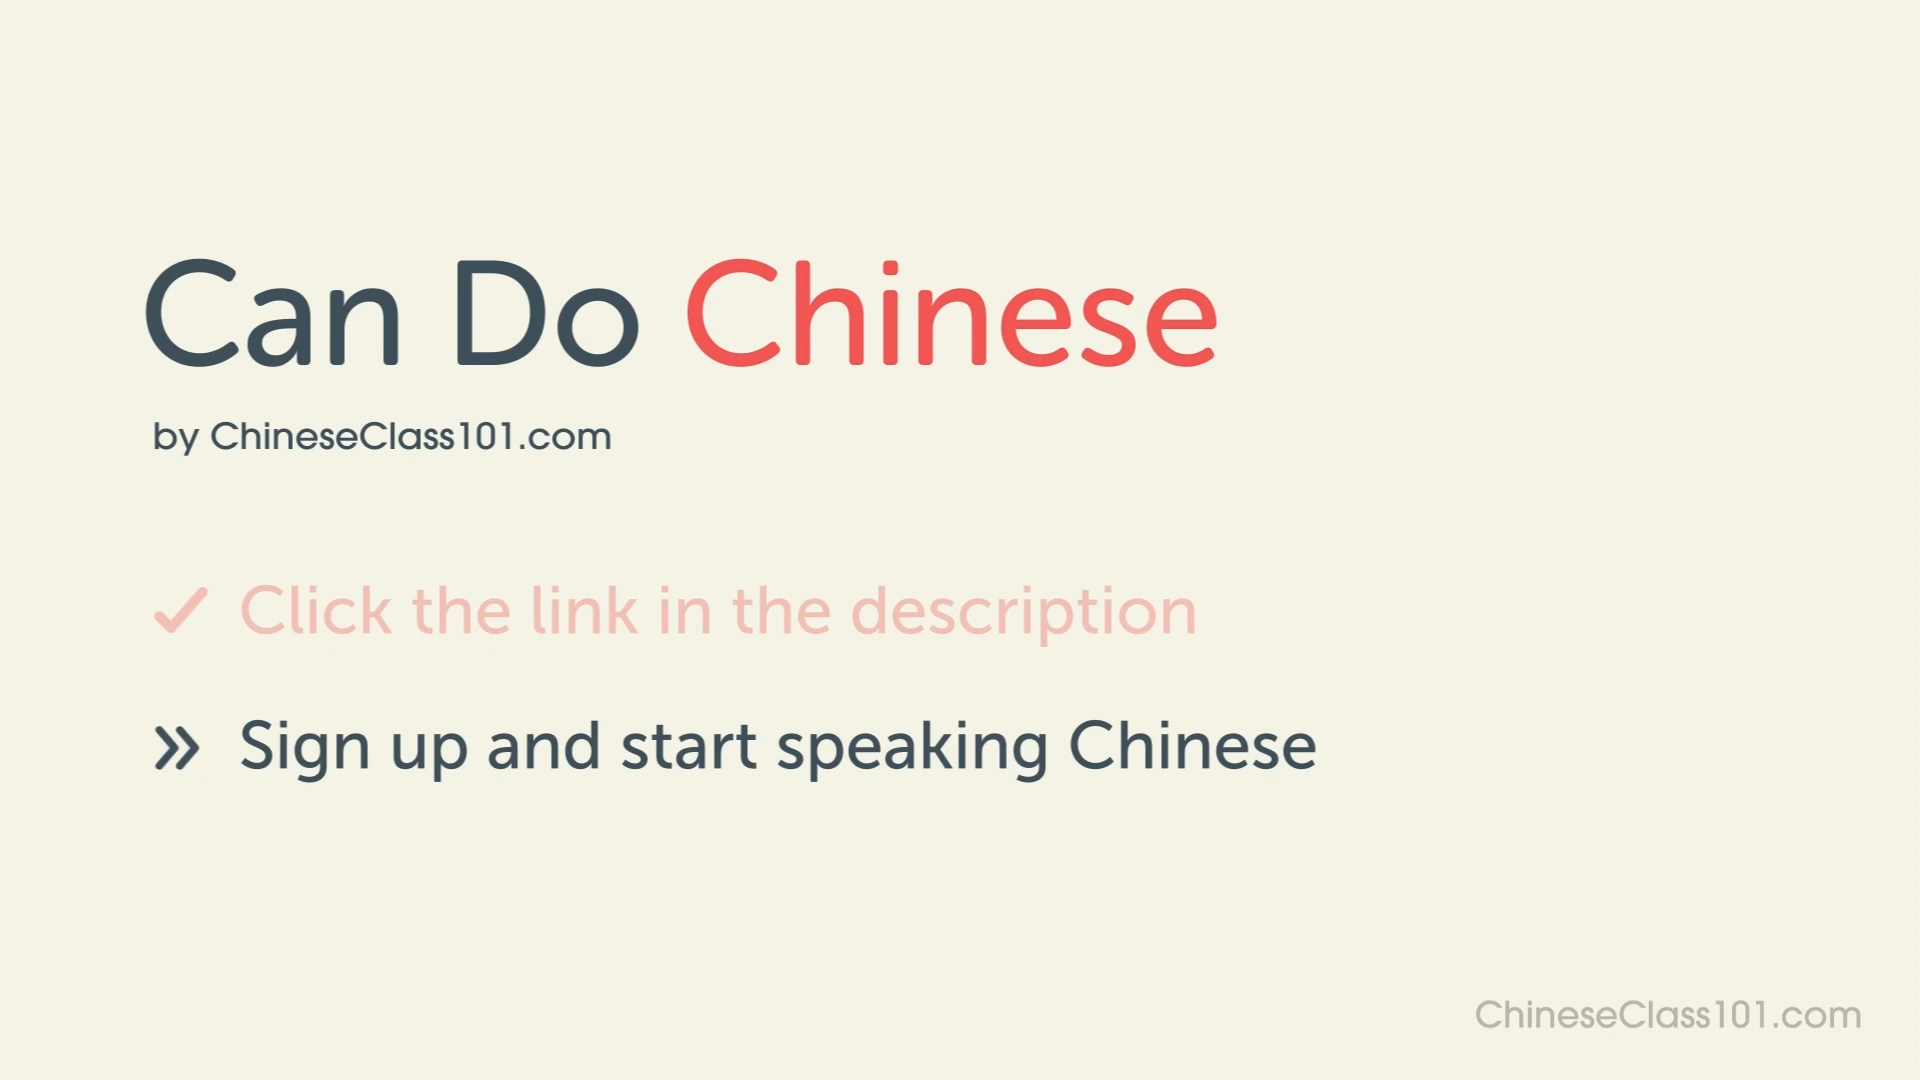 Can Do Chinese
by ChineseClass101.com
Click the link in the description
Sign up and start speaking Chinese
ChineseClass101.com